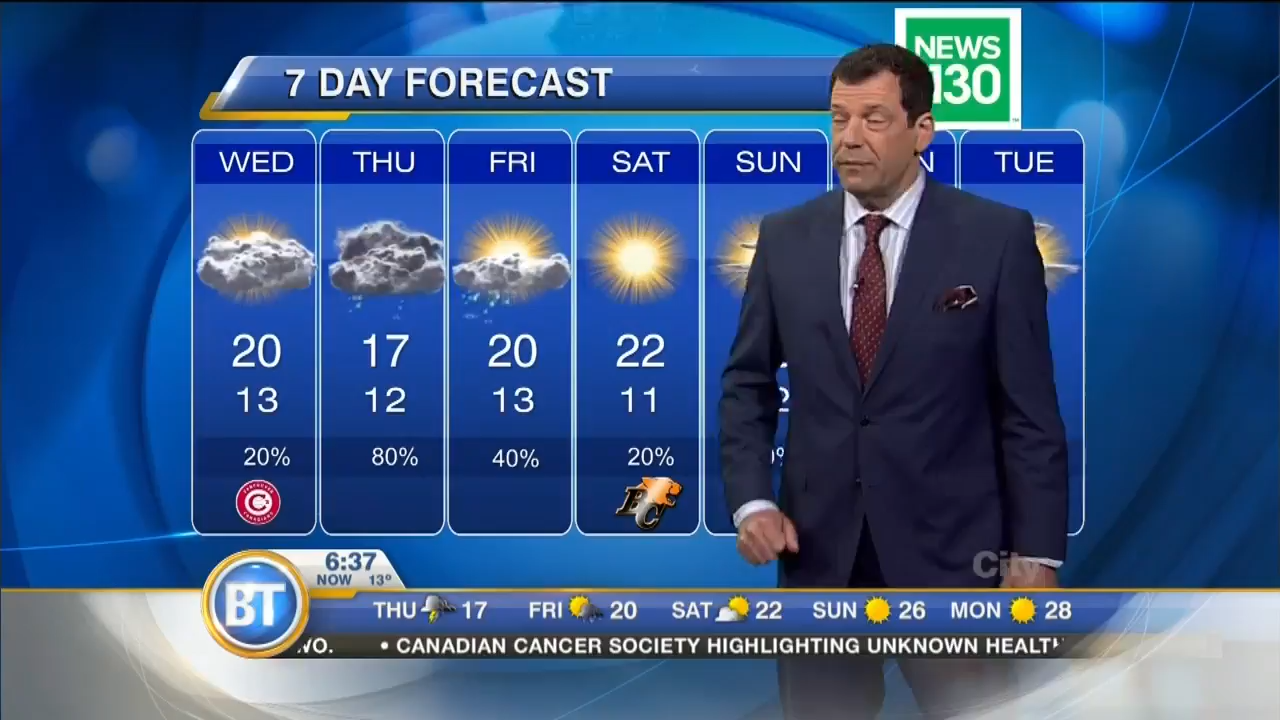 NEWS
130
7 DAY FORECAST
WED THU FRI SAT SUN TUE
20 17 20 22
13 12 13 11
20% 80% 40% 20%
BC
6:37
NOW 13°
BT
THU 17 FRI 20 SAT 22 SUN 26 MON 28
City
• CANADIAN CANCER SOCIETY HIGHLIGHTING UNKNOWN